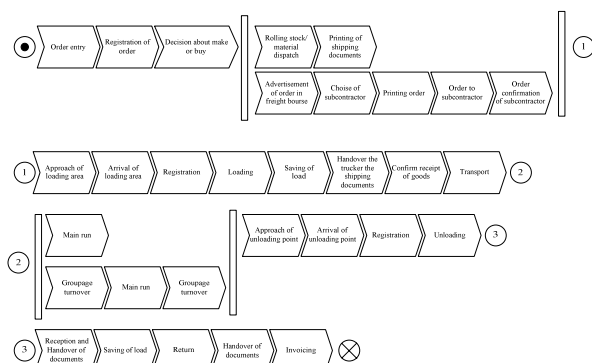 Order entry
Registration of
order
Decision about make
or buy
Rolling stock/
material
dispatch
Printing of
shipping
documents
Advertisement
of order in
freight bourse
Choise of
subcontractor
Printing order
Order to
subcontractor
Order
confirmation
of subcontractor
1
1
Approach of
loading area
Arrival of
loading area
Registration
Loading
Saving of
load
Handover the
trucker the
shipping
documents
Confirm receipt
of goods
Transport
2
2
Main run
Groupage
turnover
Main run
Groupage
turnover
Approach of
unloading point
Arrival of
unloading point
Registration
Unloading
3
3
Reception and
Handover of
documents
Saving of load
Return
Handover of
documents
Invoicing